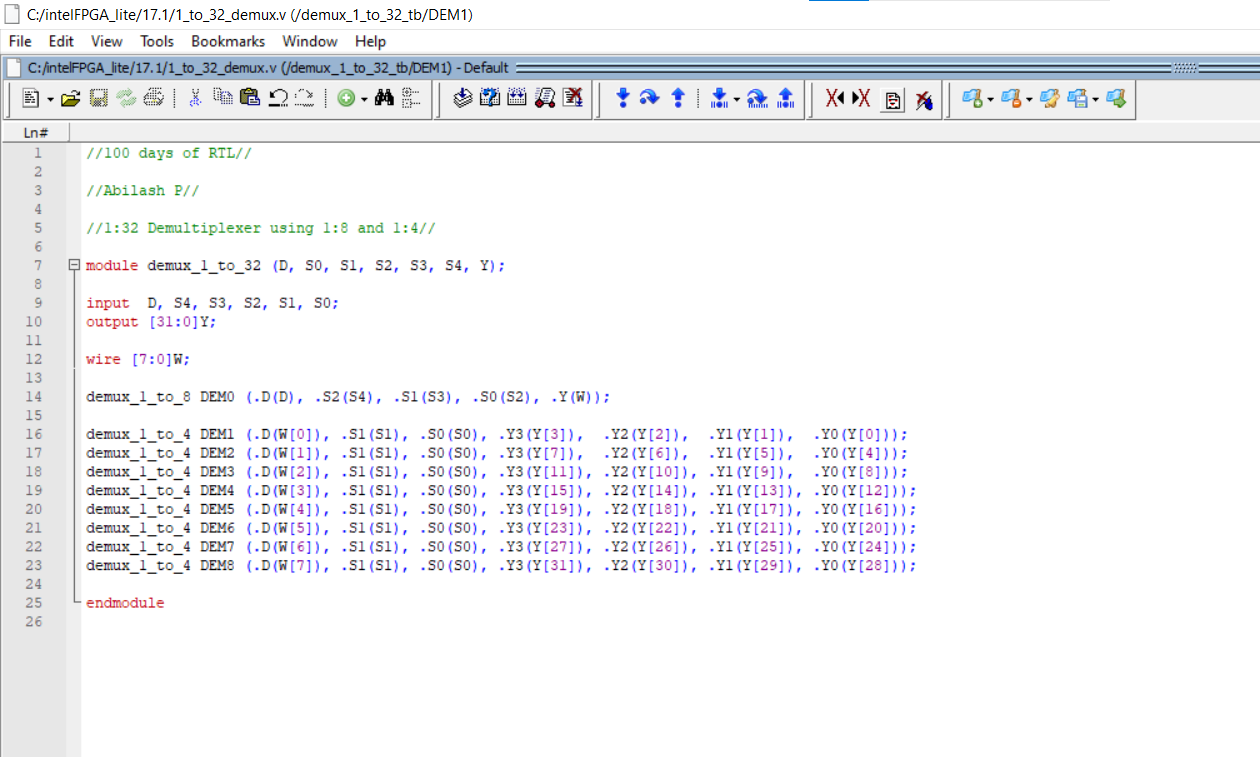 C:/intelFPGA_lite/17.1/1_to_32_demux.v (/demux_1_to_32_tb/DEM1)
File Edit View Tools Bookmarks Window Help
C:/intelFPGA_lite/17.1/1_to_32_demux.v (/demux_1_to_32_tb/DEM1) - Default
Ln#
1 //100 days of RTL//
2
3 //Abilash P//
4
5 //1:32 Demultiplexer using 1:8 and 1:4//
6
7 module demux_1_to_32 (D, S0, S1, S2, S3, S4, Y);
8
9 input  D, S4, S3, S2, S1, S0;
10 output [31:0]Y;
11
12 wire [7:0]W;
13
14 demux_1_to_8 DEM0 (.D(D), .S2(S4), .S1(S3), .S0(S2), .Y(W));
15
16 demux_1_to_4 DEM1 (.D(W[0]), .S1(S1), .S0(S0), .Y3(Y[3]),  .Y2(Y[2]),  .Y1(Y[1]),  .Y0(Y[0]));
17 demux_1_to_4 DEM2 (.D(W[1]), .S1(S1), .S0(S0), .Y3(Y[7]),  .Y2(Y[6]),  .Y1(Y[5]),  .Y0(Y[4]));
18 demux_1_to_4 DEM3 (.D(W[2]), .S1(S1), .S0(S0), .Y3(Y[11]), .Y2(Y[10]), .Y1(Y[9]),  .Y0(Y[8]));
19 demux_1_to_4 DEM4 (.D(W[3]), .S1(S1), .S0(S0), .Y3(Y[15]), .Y2(Y[14]), .Y1(Y[13]), .Y0(Y[12]));
20 demux_1_to_4 DEM5 (.D(W[4]), .S1(S1), .S0(S0), .Y3(Y[19]), .Y2(Y[18]), .Y1(Y[17]), .Y0(Y[16]));
21 demux_1_to_4 DEM6 (.D(W[5]), .S1(S1), .S0(S0), .Y3(Y[23]), .Y2(Y[22]), .Y1(Y[21]), .Y0(Y[20]));
22 demux_1_to_4 DEM7 (.D(W[6]), .S1(S1), .S0(S0), .Y3(Y[27]), .Y2(Y[26]), .Y1(Y[25]), .Y0(Y[24]));
23 demux_1_to_4 DEM8 (.D(W[7]), .S1(S1), .S0(S0), .Y3(Y[31]), .Y2(Y[30]), .Y1(Y[29]), .Y0(Y[28]));
24
25 endmodule
26